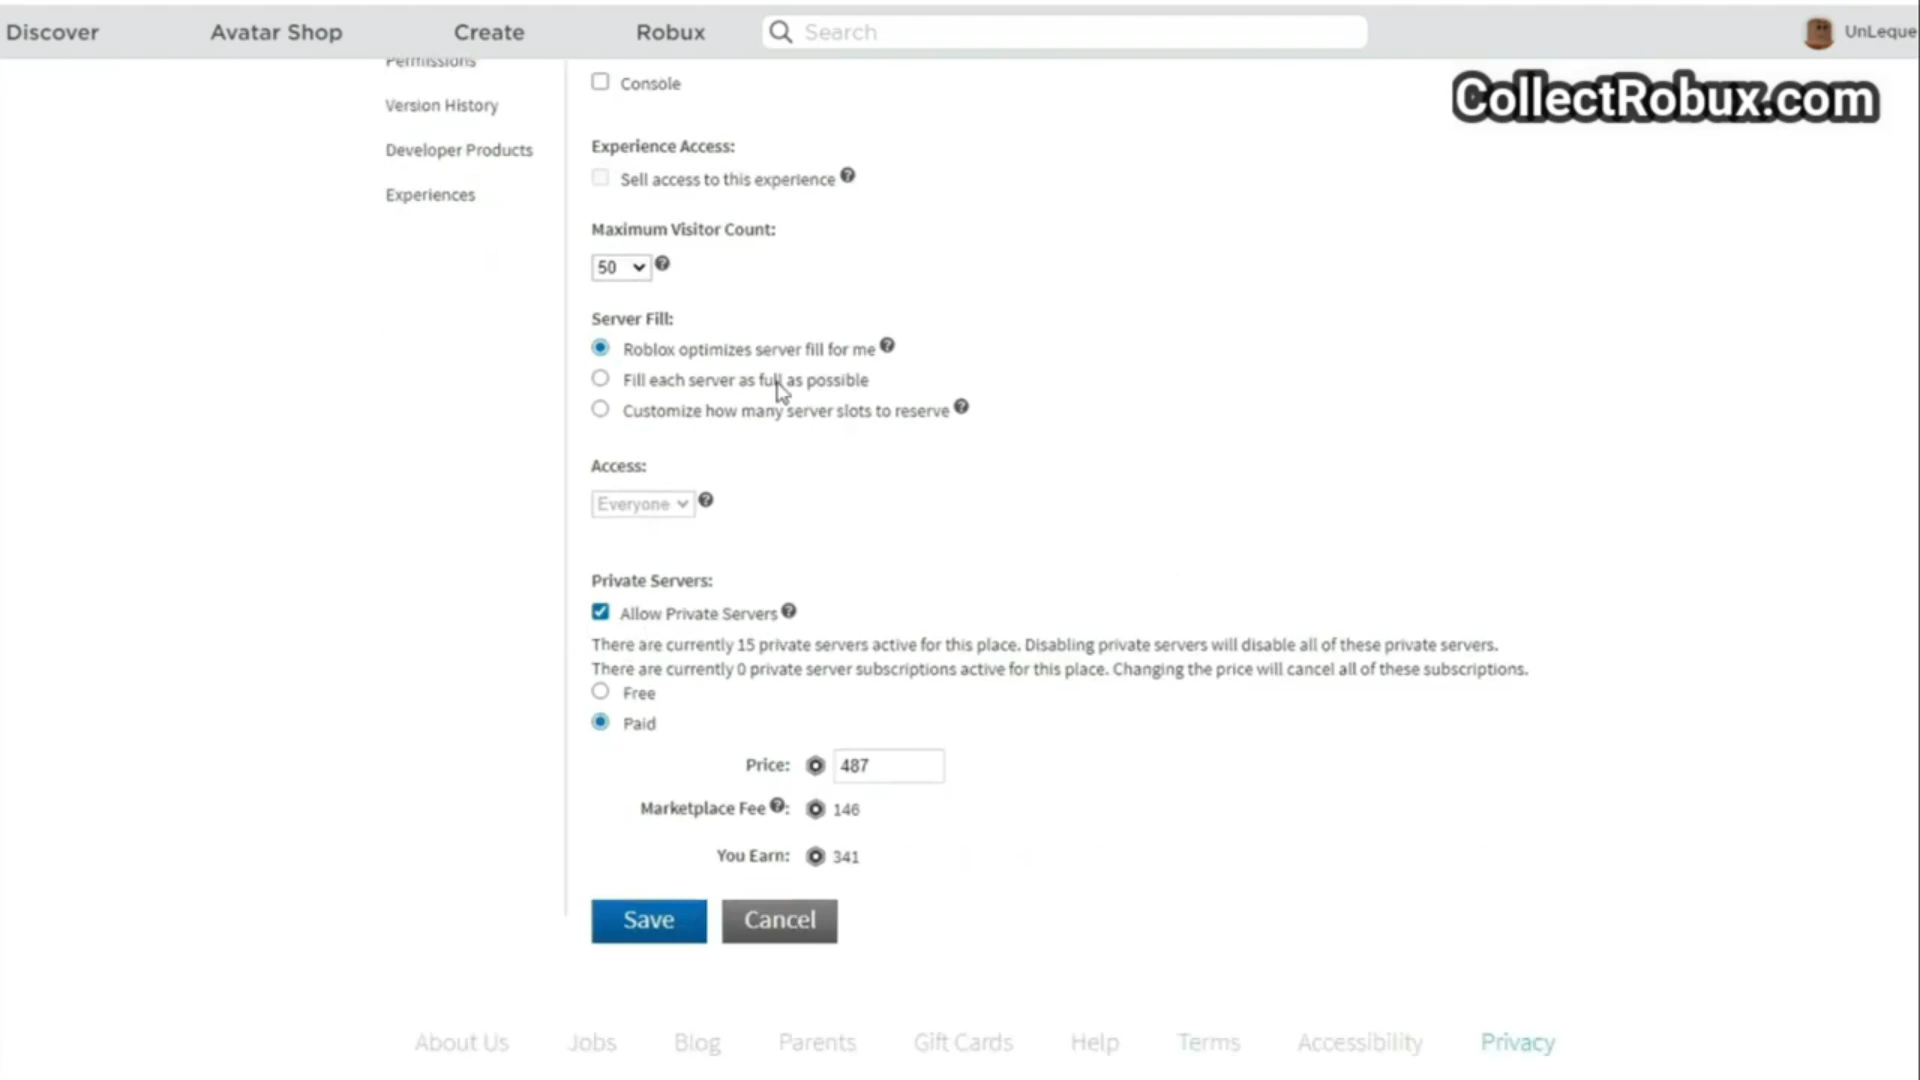 Discover Avatar Shop Create Robux Search UnLeque
CollectRobux.com
Permissions
Version History
Developer Products
Experiences
Console
Experience Access:
Sell access to this experience
Maximum Visitor Count:
50
Server Fill:
Roblox optimizes server fill for me
Fill each server as full as possible
Customize how many server slots to reserve
Access:
Everyone
Private Servers:
Allow Private Servers
There are currently 15 private servers active for this place. Disabling private servers will disable all of these private servers.
There are currently 0 private server subscriptions active for this place. Changing the price will cancel all of these subscriptions.
Free
Paid
Price: 487
Marketplace Fee : 146
You Earn: 341
Save Cancel
About Us Jobs Blog Parents Gift Cards Help Terms Accessibility Privacy